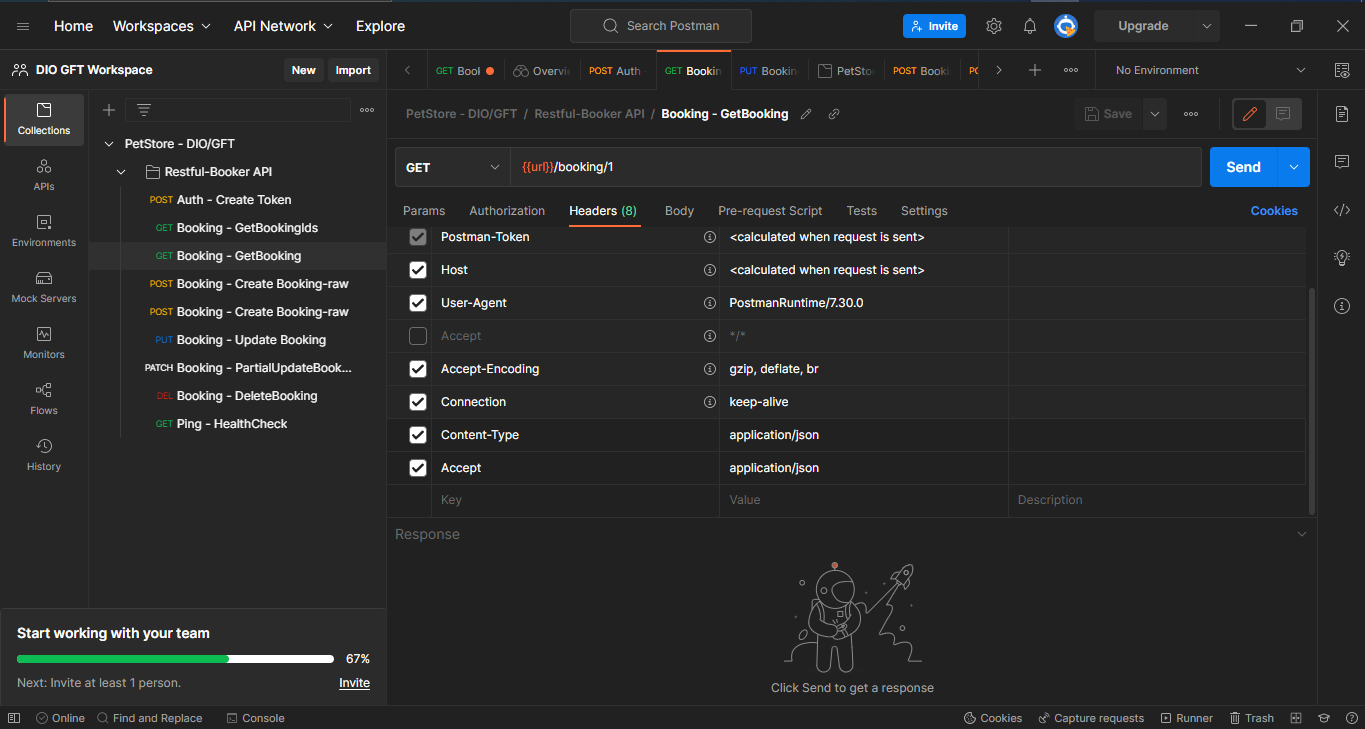 Home Workspaces API Network Explore Search Postman Invite Upgrade
DIO GFT Workspace New Import
GET Book Overvi POST Auth GET Bookin PUT Bookin PetStor POST Booki PC No Environment
Collections
APIs
Environments
Mock Servers
Monitors
Flows
History
PetStore - DIO/GFT
Restful-Booker API
POST Auth - Create Token
GET Booking - GetBookingIds
GET Booking - GetBooking
POST Booking - Create Booking-raw
POST Booking - Create Booking-raw
PUT Booking - Update Booking
PATCH Booking - PartialUpdateBook...
DEL Booking - DeleteBooking
GET Ping - HealthCheck
PetStore - DIO/GFT / Restful-Booker API / Booking - GetBooking Save
GET {{url}}/booking/1 Send
Params Authorization Headers (8) Body Pre-request Script Tests Settings Cookies
Postman-Token <calculated when request is sent>
Host <calculated when request is sent>
User-Agent PostmanRuntime/7.30.0
Accept */*
Accept-Encoding gzip, deflate, br
Connection keep-alive
Content-Type application/json
Accept application/json
Key Value Description
Response
Click Send to get a response
Start working with your team
67%
Next: Invite at least 1 person. Invite
Online Find and Replace Console Cookies Capture requests Runner Trash